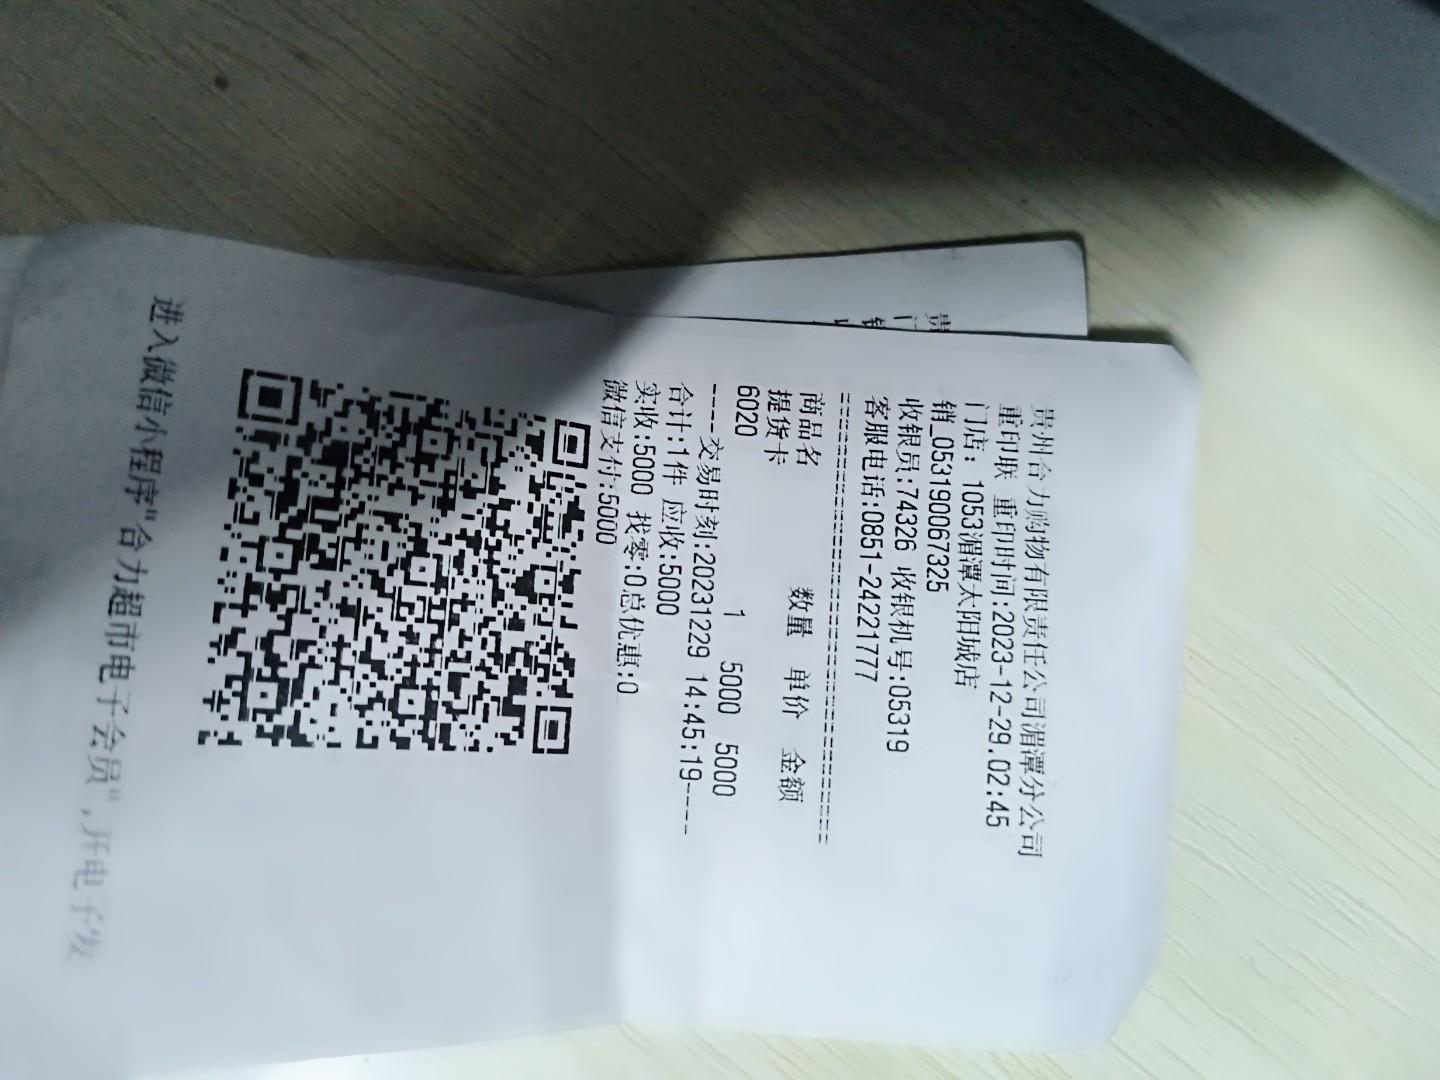 贵州合力购物有限责任公司湄潭分公司
重印联 重印时间:2023-12-29.02:45
门店: 1053湄潭太阳城店
销_053190067325
收银员:74326 收银机号:05319
客服电话:0851-24221777
--------------------------------
商品名 数量 单价 金额
提货卡
6020 1 5000 5000
----交易时刻:20231229 14:45:19----
合计:1件 应收:5000
实收:5000 找零:0总优惠:0
微信支付:5000
进入微信小程序"合力超市电子会员",开电子发